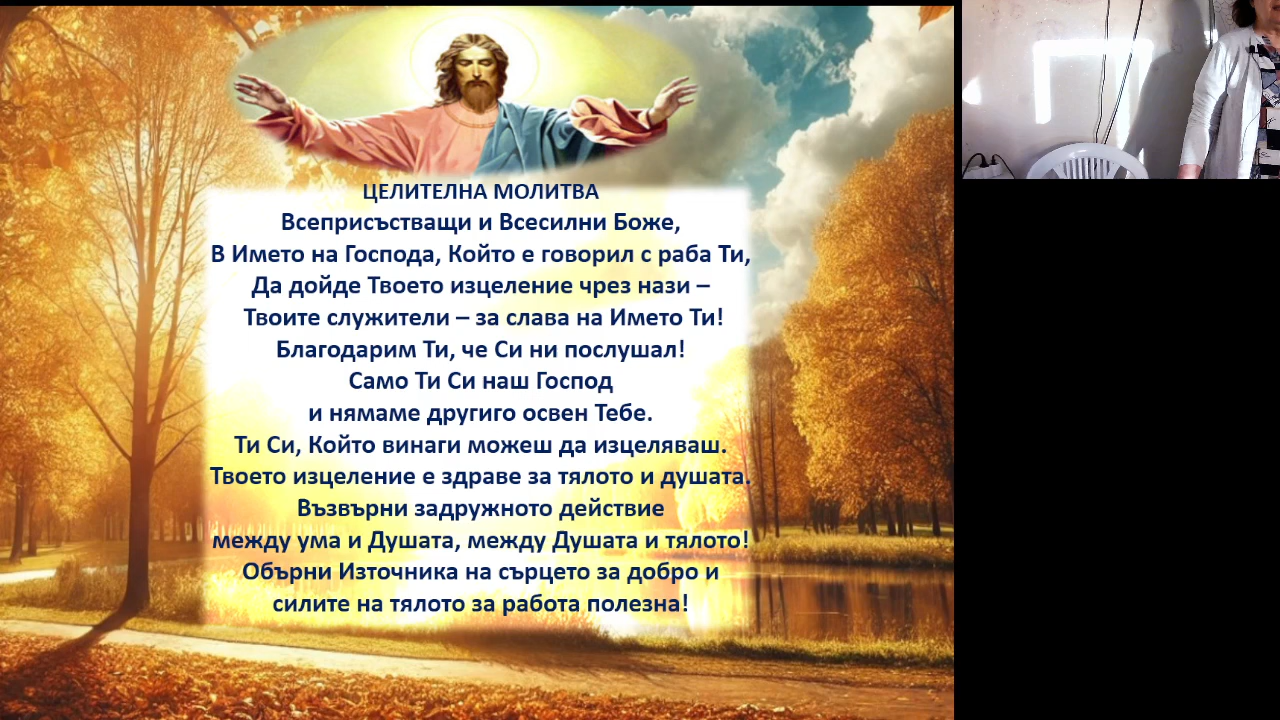 ЦЕЛИТЕЛНА МОЛИТВА
Всеприсъстващи и Всесилни Боже,
В Името на Господа, Който е говорил с раба Ти,
Да дойде Твоето изцеление чрез нази –
Твоите служители – за слава на Името Ти!
Благодарим Ти, че Си ни послушал!
Само Ти Си наш Господ
и нямаме другиго освен Тебе.
Ти Си, Който винаги можеш да изцеляваш.
Твоето изцеление е здраве за тялото и душата.
Възвърни задружното действие
между ума и Душата, между Душата и тялото!
Обърни Източника на сърцето за добро и
силите на тялото за работа полезна!